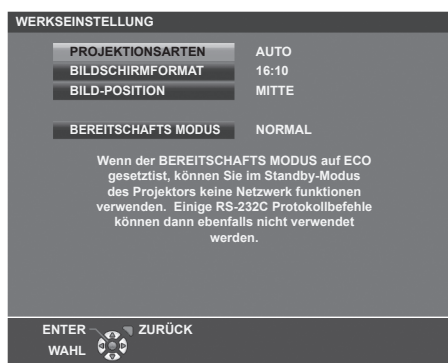 WERKSEINSTELLUNG
PROJEKTIONSARTEN AUTO
BILDSCHIRMFORMAT 16:10
BILD-POSITION MITTE
BEREITSCHAFTS MODUS NORMAL
Wenn der BEREITSCHAFTS MODUS auf ECO
gesetztist, können Sie im Standby-Modus
des Projektors keine Netzwerk funktionen
verwenden. Einige RS-232C Protokollbefehle
können dann ebenfalls nicht verwendet
werden.
ENTER ZURÜCK
WAHL